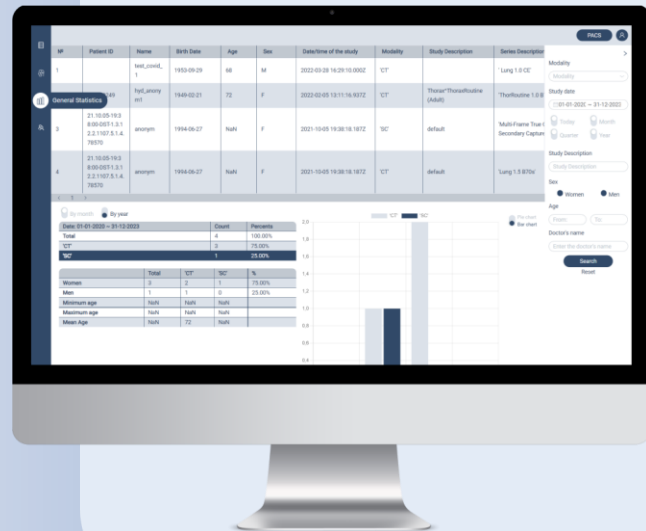 PACS
№ Patient ID Name Birth Date Age Sex Date/time of the study Modality Study Description Series Description
1 test_covid_ 1953-09-29 68 M 2022-03-28 16:29:10.000Z 'CT' 'Lung 1.0 CE'
1
hyd_anony 1949-02-21 72 F 2022-02-05 13:11:16.937Z 'CT' Thorax^ThoraxRoutine 'ThorRoutine 1.0 B
m1 (Adult)
General Statistics
21.10.05-19:3
3 8:00-DST-1.3.1 anonym 1994-06-27 NaN F 2021-10-05 19:38:18.187Z 'SC' default 'Multi-Frame True
2.2.1107.5.1.4. Secondary Capture
78570
21.10.05-19:3
4 8:00-DST-1.3.1 anonym 1994-06-27 NaN F 2021-10-05 19:38:18.187Z 'CT' default 'Lung 1.5 B70s'
2.2.1107.5.1.4.
78570
‹ 1 ›
>
Modality
Modality
Study date
01-01-2020 ~ 31-12-2023
Today Month
Quarter Year
Study Description
Study Description
Sex
Women Men
Age
From To
Doctor's name
Enter the doctor's name
Search
Reset
By month By year
Date: 01-01-2020 ~ 31-12-2023 Count Percents
Total 4 100.00%
'CT' 3 75.00%
'SC' 1 25.00%
Total 'CT' 'SC' %
Women 3 2 1 75.00%
Men 1 1 0 25.00%
Minimum age NaN NaN NaN
Maximum age NaN NaN NaN
Mean Age 72 NaN
'CT' 'SC'
Pie chart
Bar chart
2.0
1.8
1.6
1.4
1.2
1.0
0.8
0.6
0.4